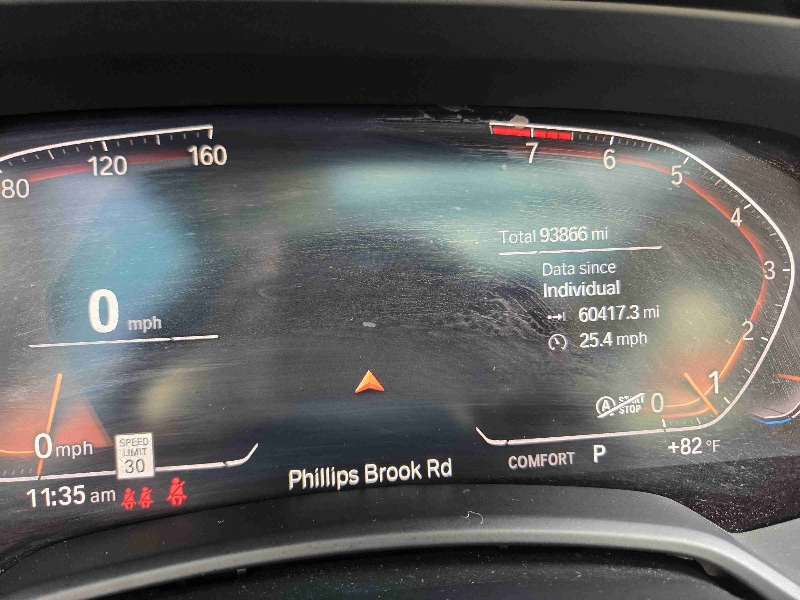 80 120 160
7 6 5 4 3 2 1 0
Total 93866 mi
Data since
Individual
60417.3 mi
25.4 mph
0 mph
A START STOP
0 mph
SPEED
LIMIT
30
Phillips Brook Rd
COMFORT P
+82 °F
11:35 am